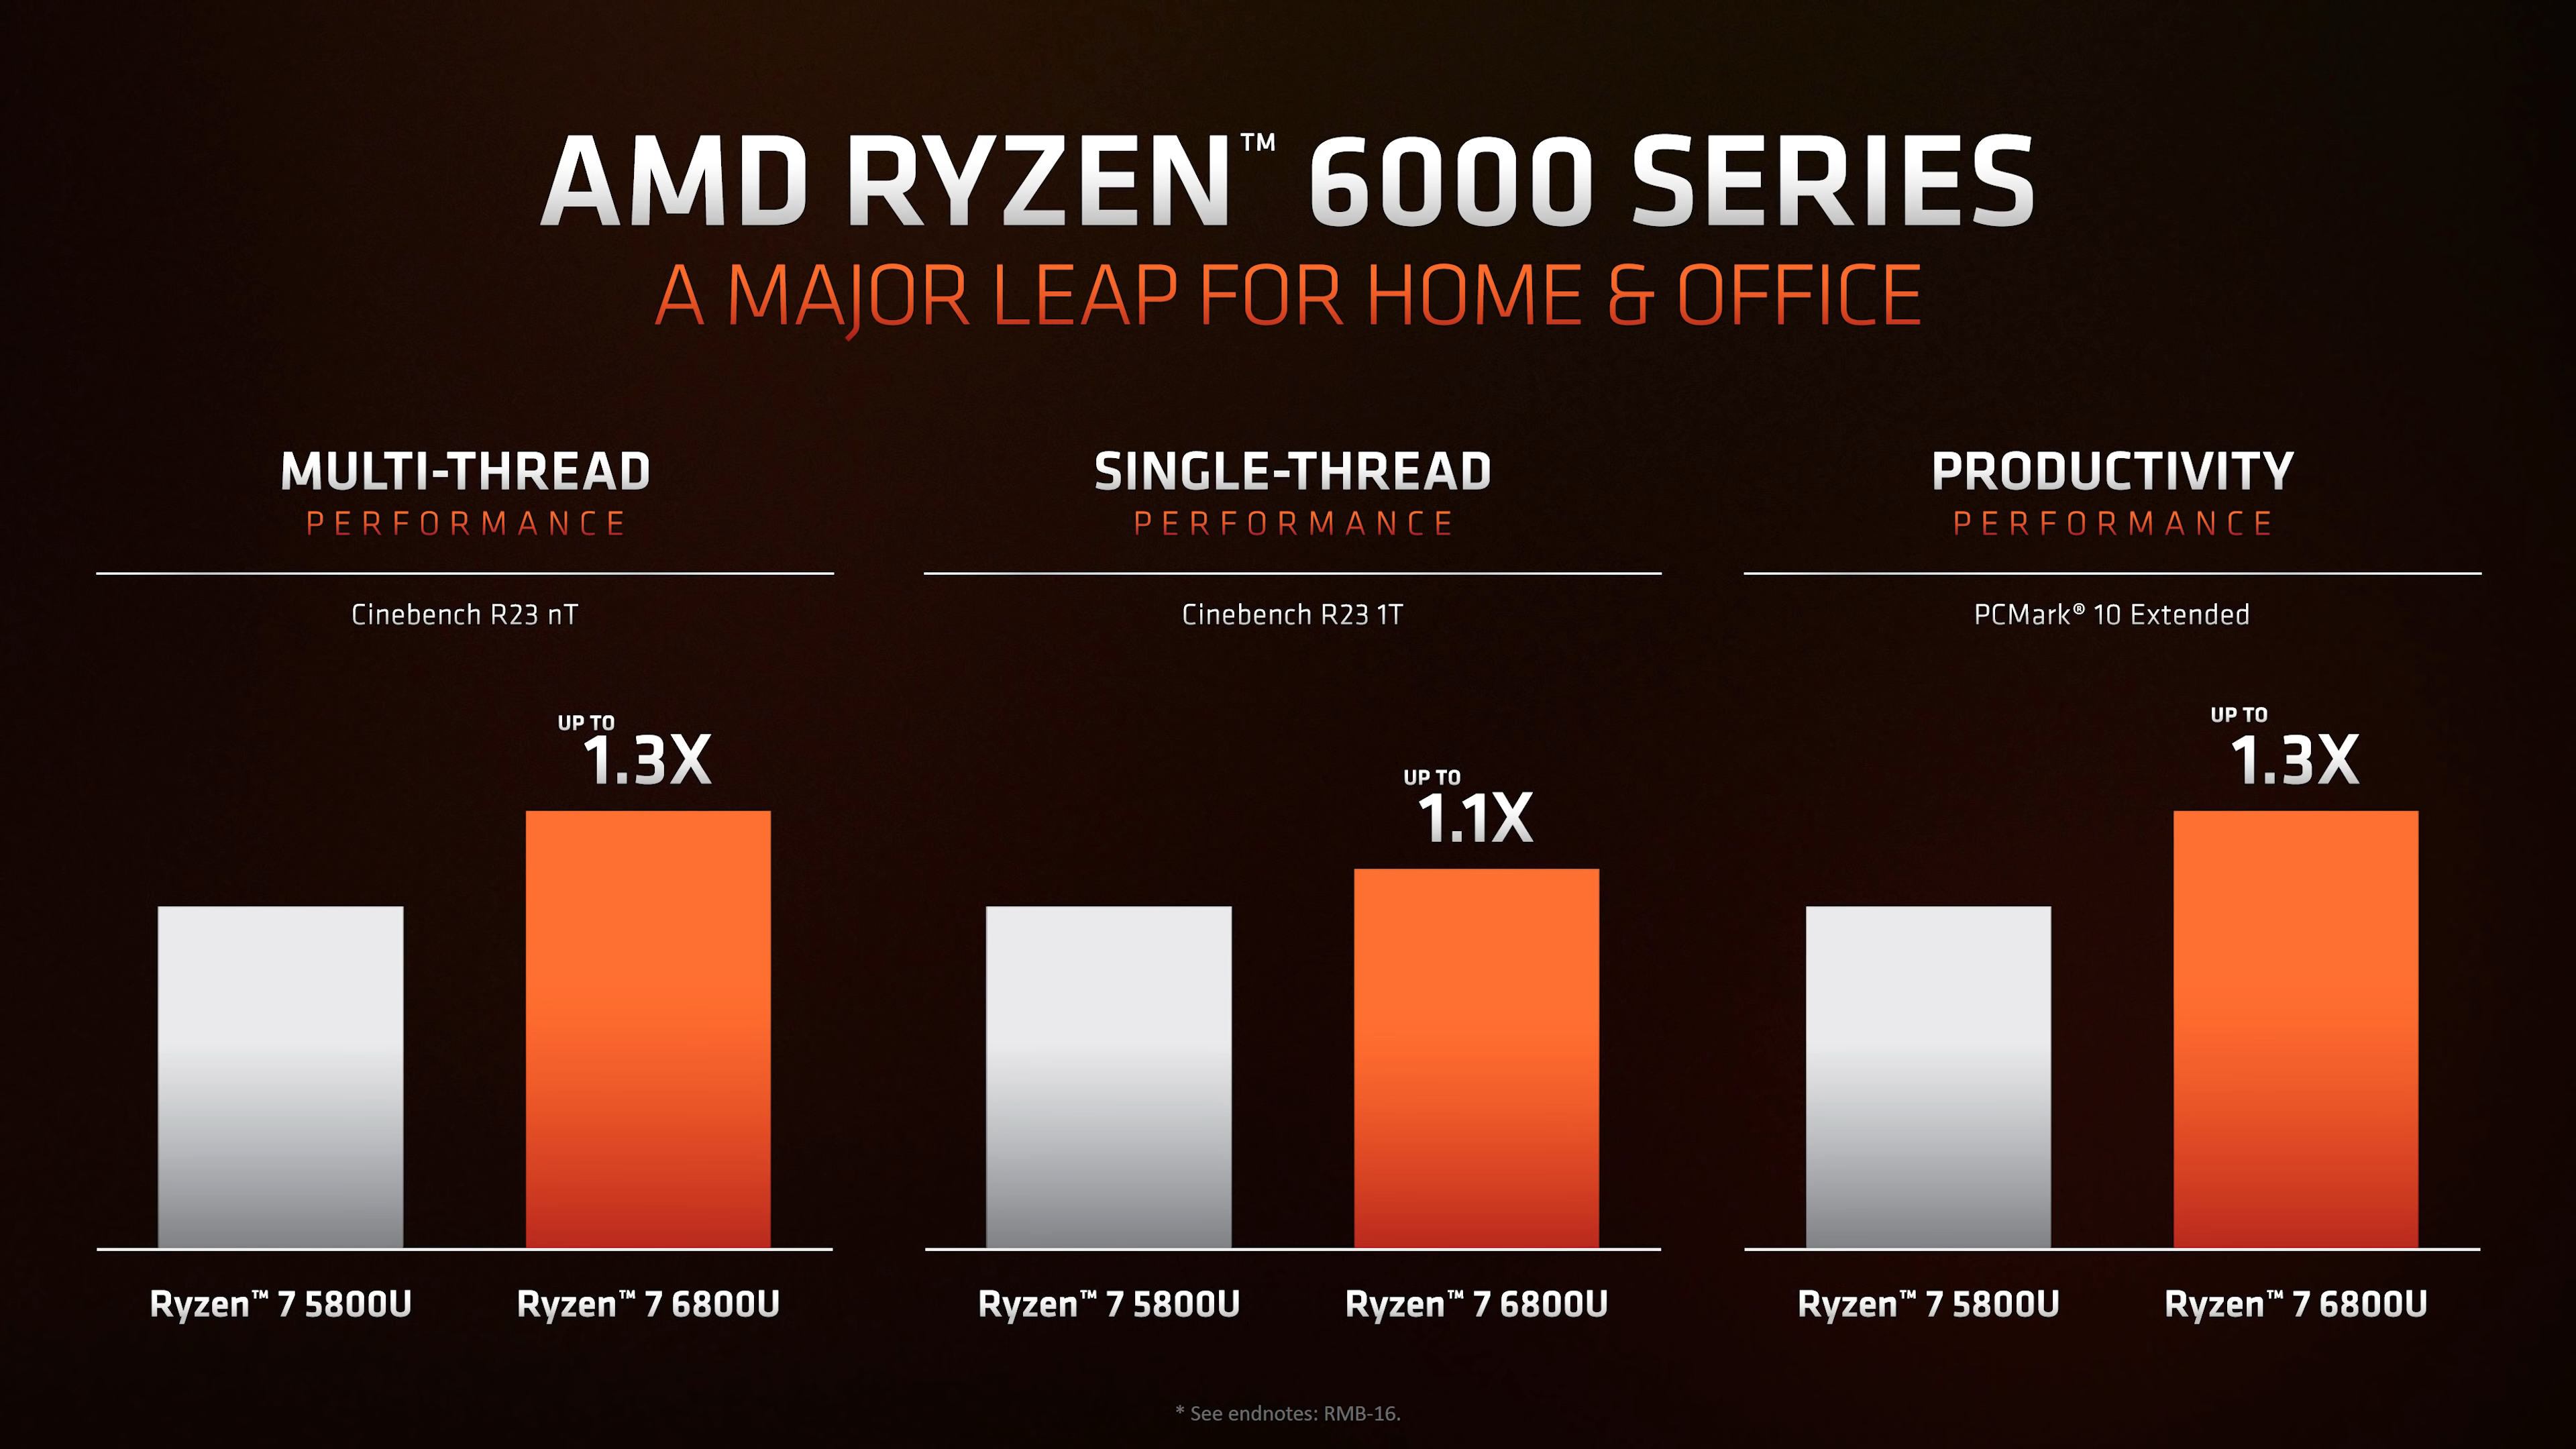 AMD RYZEN™ 6000 SERIES
A MAJOR LEAP FOR HOME & OFFICE
MULTI-THREAD
PERFORMANCE
Cinebench R23 nT
UP TO
1.3X
Ryzen™ 7 5800U
Ryzen™ 7 6800U
SINGLE-THREAD
PERFORMANCE
Cinebench R23 1T
UP TO
1.1X
Ryzen™ 7 5800U
Ryzen™ 7 6800U
PRODUCTIVITY
PERFORMANCE
PCMark® 10 Extended
UP TO
1.3X
Ryzen™ 7 5800U
Ryzen™ 7 6800U
* See endnotes: RMB-16.